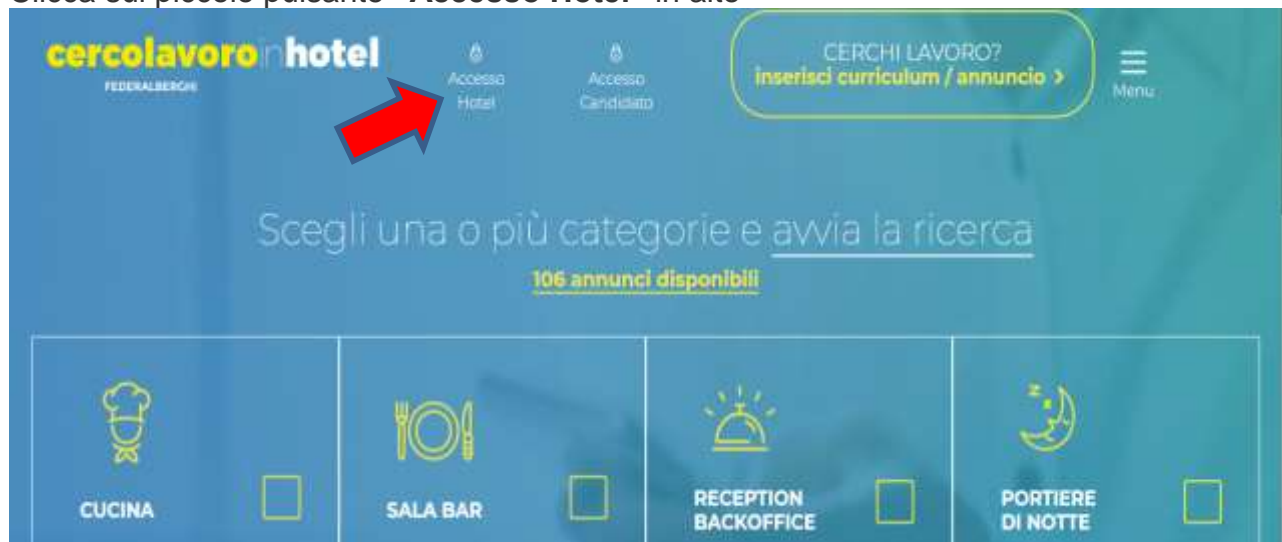 Clicca sul piccolo pulsante "Accesso Hotel" in alto
cercolavoroinhotel
FEDERALBERGHI
Accesso
Hotel
Accesso
Candidato
CERCHI LAVORO?
inserisci curriculum / annuncio >
Menu
Scegli una o più categorie e avvia la ricerca
106 annunci disponibili
CUCINA
SALA BAR
RECEPTION
BACKOFFICE
z z
PORTIERE
DI NOTTE